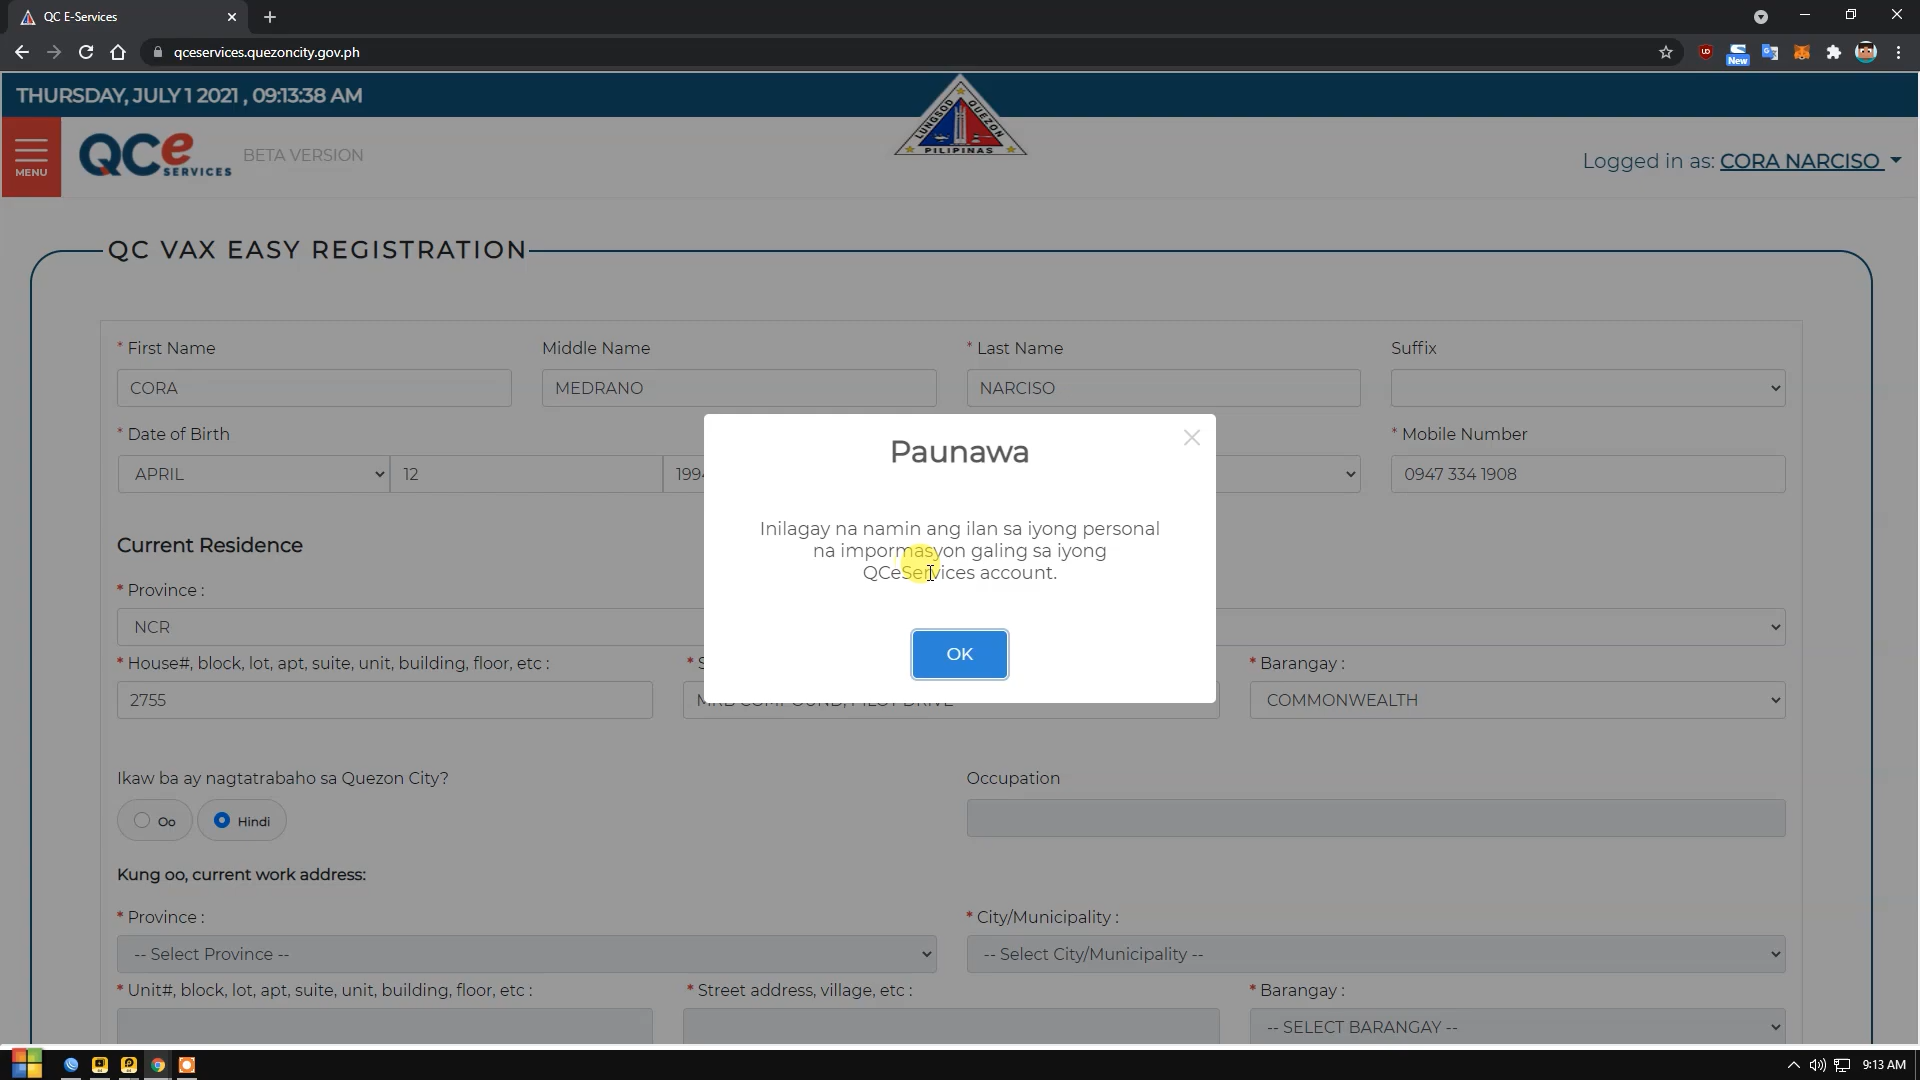 QC E-Services
qceservices.quezoncity.gov.ph
New
THURSDAY, JULY 1 2021 , 09:13:38 AM
LUNGSOD QUEZON
PILIPINAS
MENU
QCe SERVICES
BETA VERSION
Logged in as: CORA NARCISO
QC VAX EASY REGISTRATION
* First Name
Middle Name
* Last Name
Suffix
CORA
MEDRANO
NARCISO
* Date of Birth
* Mobile Number
APRIL
12
199
0947 334 1908
Paunawa
Inilagay na namin ang ilan sa iyong personal
na impormasyon galing sa iyong
QCeServices account.
OK
Current Residence
* Province :
NCR
* House#, block, lot, apt, suite, unit, building, floor, etc :
* Barangay :
2755
COMMONWEALTH
Ikaw ba ay nagtatrabaho sa Quezon City?
Occupation
Oo
Hindi
Kung oo, current work address:
* Province :
* City/Municipality :
-- Select Province --
-- Select City/Municipality --
* Unit#, block, lot, apt, suite, unit, building, floor, etc :
* Street address, village, etc :
* Barangay :
-- SELECT BARANGAY --
9:13 AM